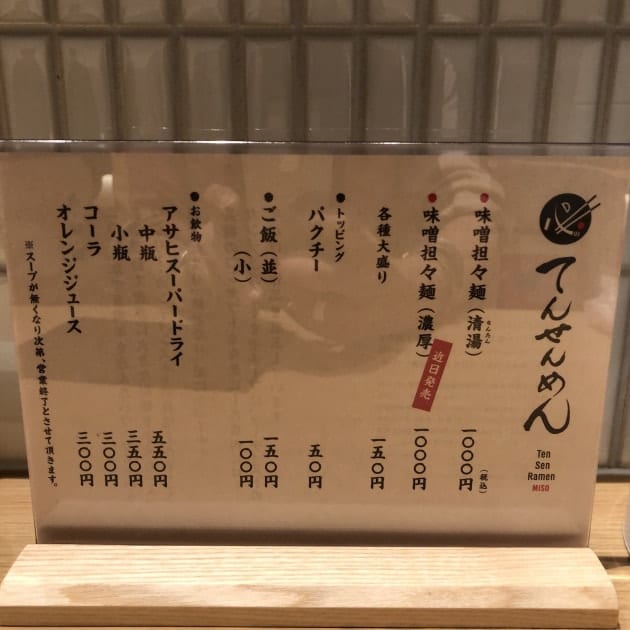 てんせんめん
Ten
Sen
Ramen
MISO
味噌担々麺（清湯） 一〇〇〇円（税込）
せんたん
味噌担々麺（濃厚） 一〇〇〇円
近日発売
各種大盛り 一五〇円
トッピング
パクチー 五〇円
ご飯（並） 一五〇円
（小） 一〇〇円
お飲物
アサヒスーパードライ
中瓶 五五〇円
小瓶 三五〇円
コーラ 三〇〇円
オレンジジュース 三〇〇円
※スープが無くなり次第、営業終了とさせて頂きます。